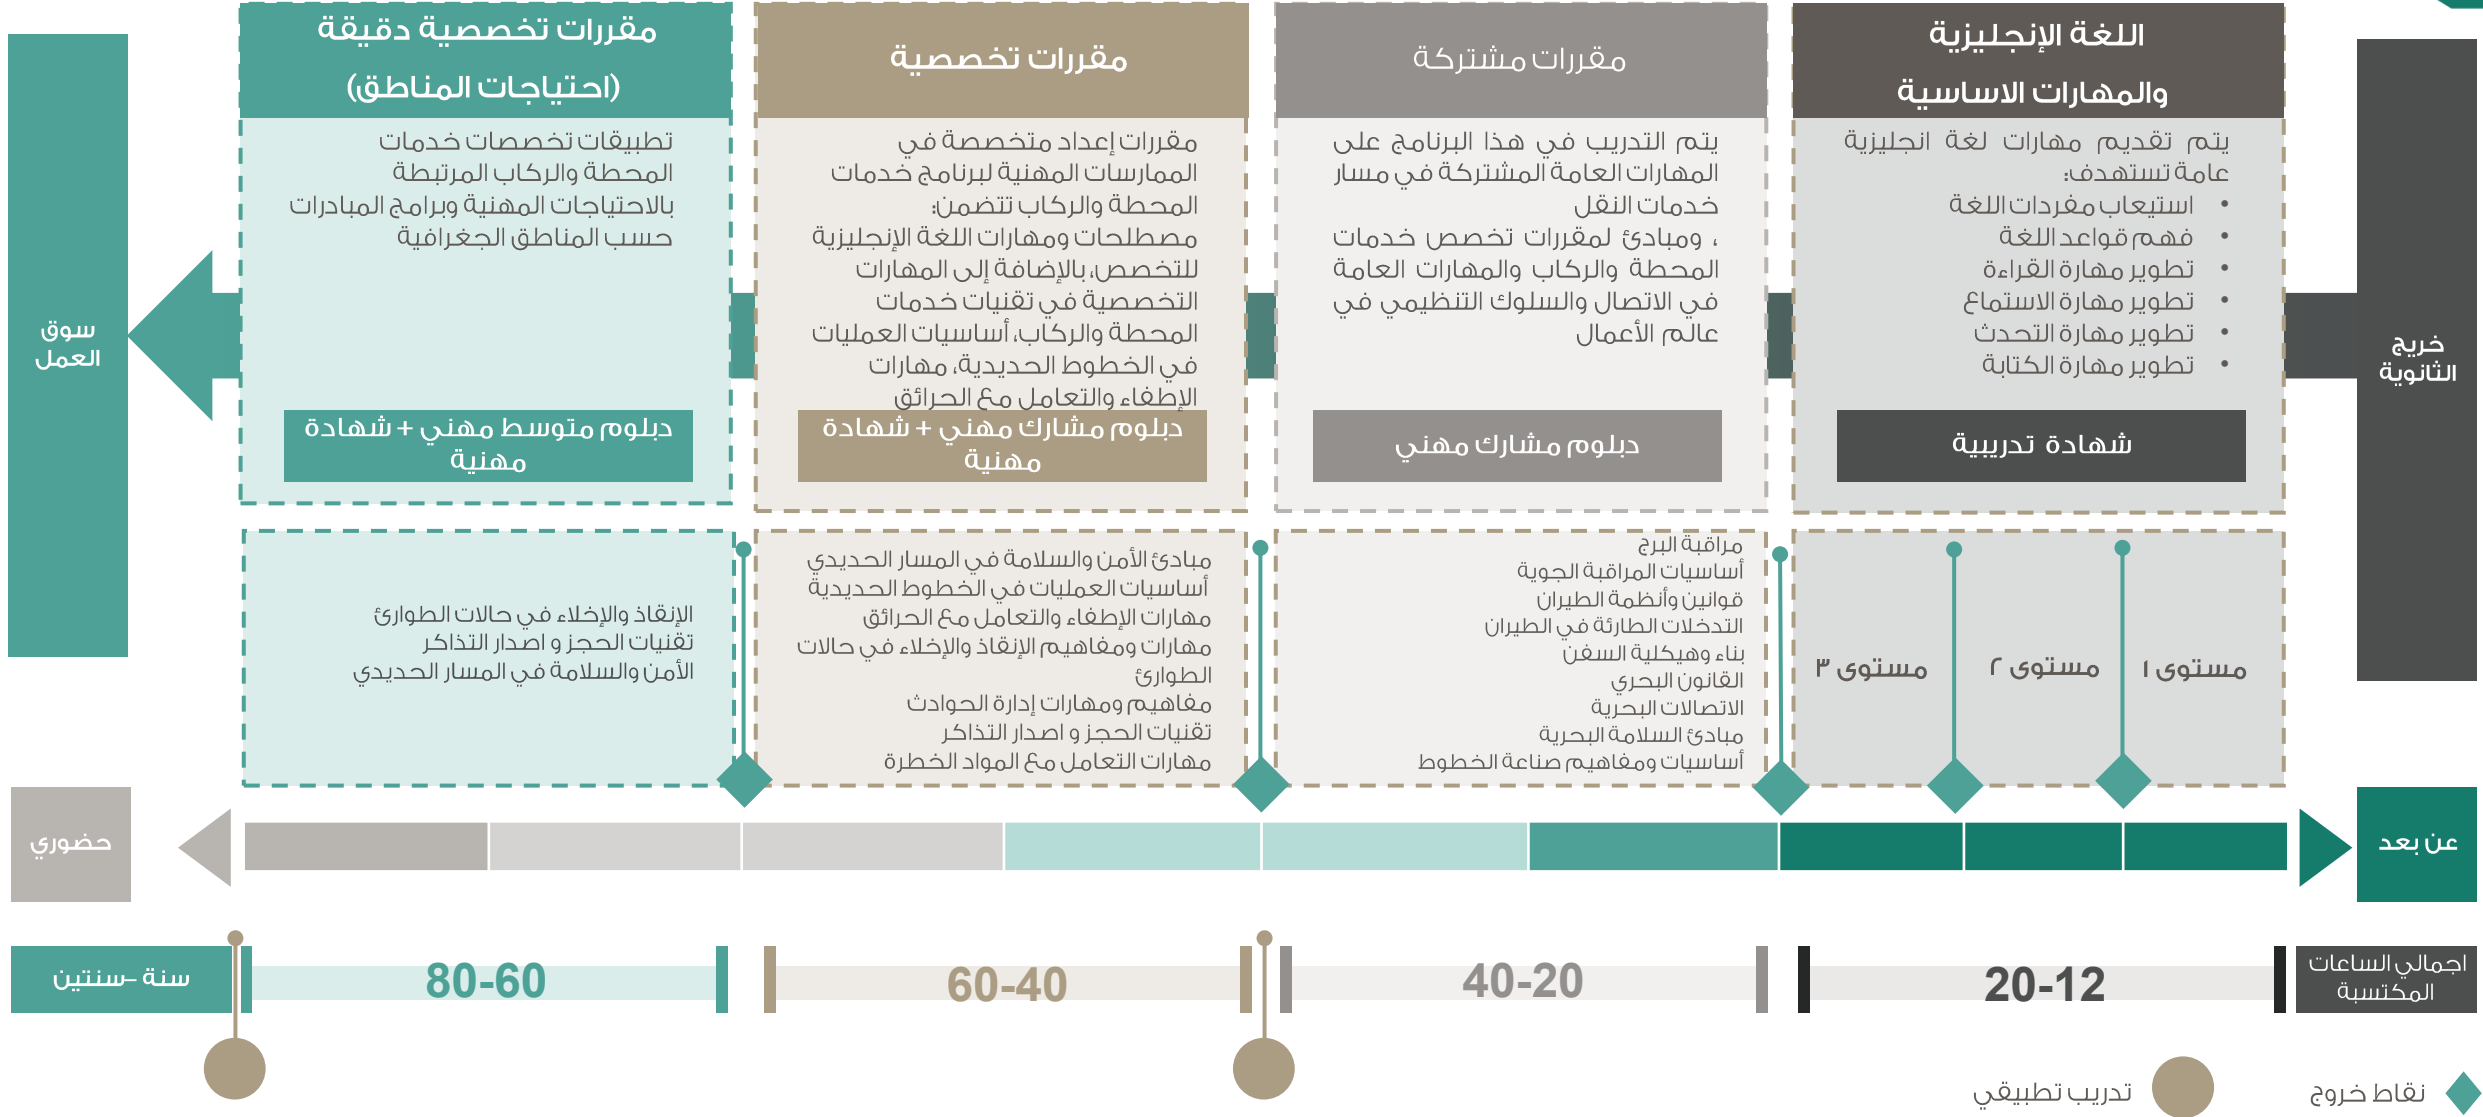 خريج
الثانوية
اللغة الإنجليزية
والمهارات الاساسية
يتم تقديم مهارات لغة انجليزية
عامة تستهدف:
• استيعاب مفردات اللغة
• فهم قواعد اللغة
• تطوير مهارة القراءة
• تطوير مهارة الاستماع
• تطوير مهارة التحدث
• تطوير مهارة الكتابة
شهادة تدريبية
مقررات مشتركة
يتم التدريب في هذا البرنامج على
المهارات العامة المشتركة في مسار
خدمات النقل
، ومبادئ لمقررات تخصص خدمات
المحطة والركاب والمهارات العامة
في الاتصال والسلوك التنظيمي في
عالم الأعمال
دبلوم مشارك مهني
مقررات تخصصية
مقررات إعداد متخصصة في
الممارسات المهنية لبرنامج خدمات
المحطة والركاب تتضمن:
مصطلحات ومهارات اللغة الإنجليزية
للتخصص، بالإضافة إلى المهارات
التخصصية في تقنيات خدمات
المحطة والركاب، أساسيات العمليات
في الخطوط الحديدية، مهارات
الإطفاء والتعامل مع الحرائق
دبلوم مشارك مهني + شهادة
مهنية
مقررات تخصصية دقيقة
(احتياجات المناطق)
تطبيقات تخصصات خدمات
المحطة والركاب المرتبطة
بالاحتياجات المهنية وبرامج المبادرات
حسب المناطق الجغرافية
دبلوم متوسط مهني + شهادة
مهنية
سوق
العمل
مستوى ١
مستوى ٢
مستوى ٣
مراقبة البرج
أساسيات المراقبة الجوية
قوانين وأنظمة الطيران
التدخلات الطارئة في الطيران
بناء وهيكلية السفن
القانون البحري
الاتصالات البحرية
مبادئ السلامة البحرية
أساسيات ومفاهيم صناعة الخطوط
مبادئ الأمن والسلامة في المسار الحديدي
أساسيات العمليات في الخطوط الحديدية
مهارات الإطفاء والتعامل مع الحرائق
مهارات ومفاهيم الإنقاذ والإخلاء في حالات
الطوارئ
مفاهيم ومهارات إدارة الحوادث
تقنيات الحجز و اصدار التذاكر
مهارات التعامل مع المواد الخطرة
الإنقاذ والإخلاء في حالات الطوارئ
تقنيات الحجز و اصدار التذاكر
الأمن والسلامة في المسار الحديدي
عن بعد
حضوري
اجمالي الساعات
المكتسبة
20-12
40-20
60-40
80-60
سنة –سنتين
نقاط خروج
تدريب تطبيقي